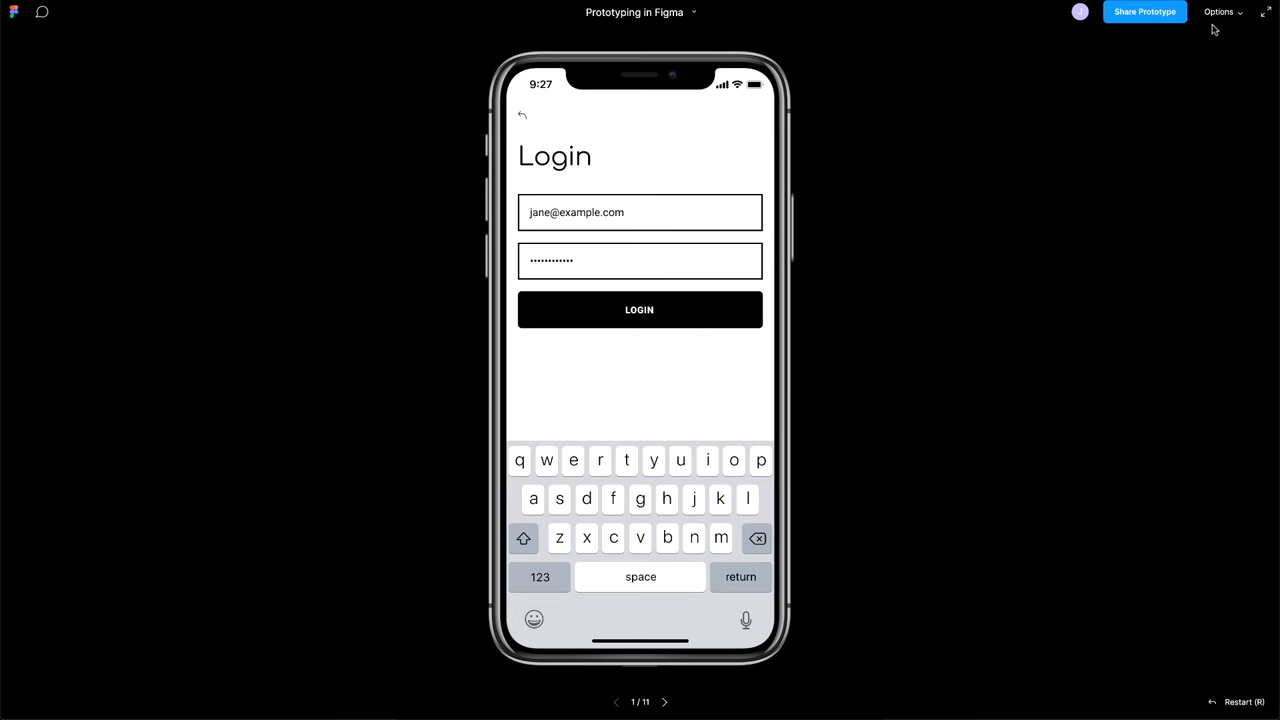 Prototyping in Figma
J
Share Prototype
Options
9:27
Login
jane@example.com
••••••••••••
LOGIN
q w e r t y u i o p
a s d f g h j k l
z x c v b n m
123 space return
1 / 11
Restart (R)